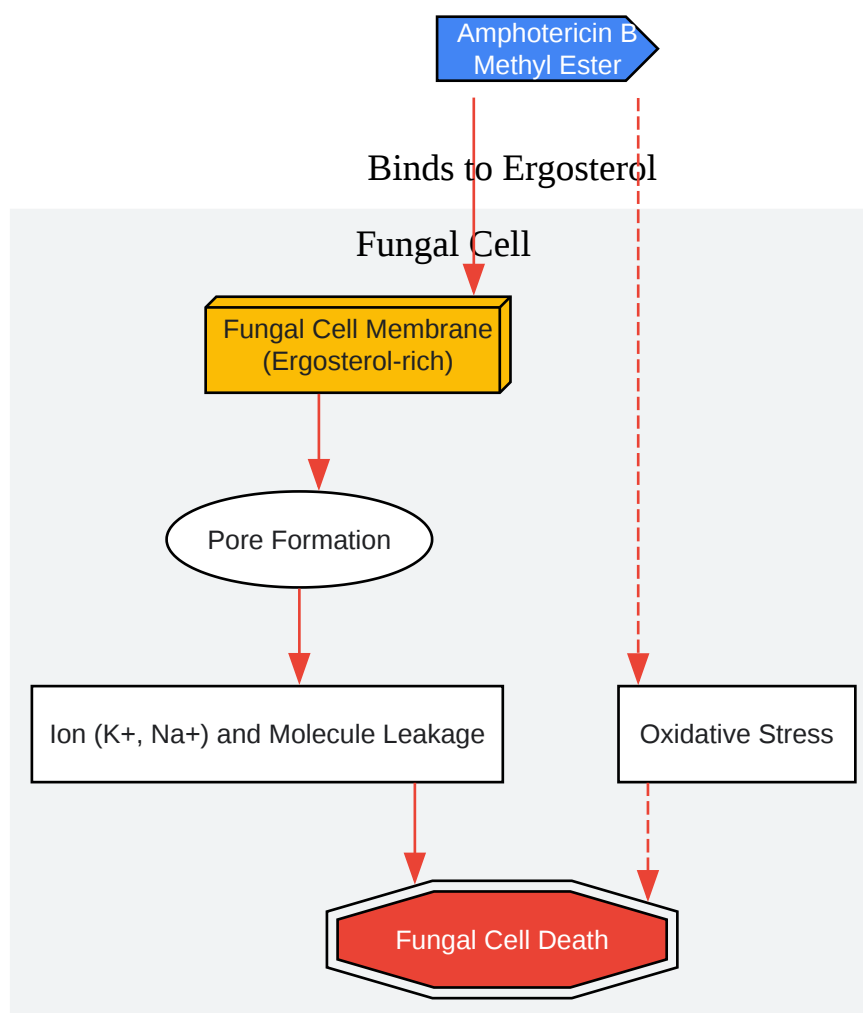 Amphotericin B
Methyl Ester
Binds to Ergosterol
Fungal Cell
Fungal Cell Membrane
(Ergosterol-rich)
Pore Formation
Ion (K+, Na+) and Molecule Leakage
Oxidative Stress
Fungal Cell Death